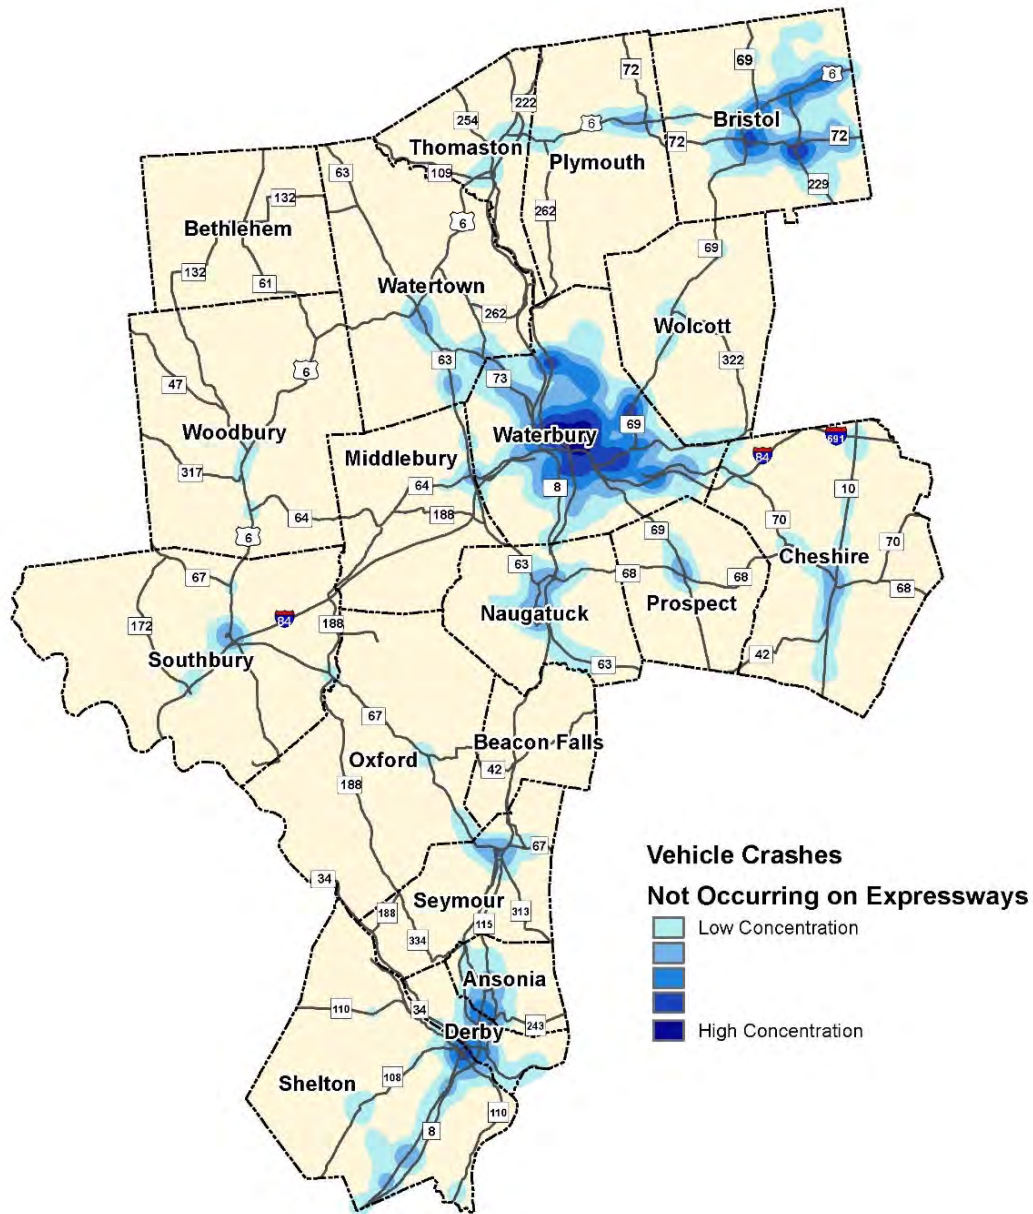 69
6
72
222
254
6
Bristol
72
72
Thomaston
Plymouth
109
63
229
132
262
6
Bethlehem
69
132
61
Watertown
262
Wolcott
322
6
63
73
47
69
Woodbury
Waterbury
691
84
Middlebury
317
64
8
10
188
64
69
70
6
70
Cheshire
63
67
68
68
68
Prospect
Naugatuck
84
188
172
42
Southbury
63
67
Beacon Falls
Oxford
42
188
67
Vehicle Crashes
34
Not Occurring on Expressways
Seymour
188
313
115
Low Concentration
334
Ansonia
110
34
243
Derby
High Concentration
108
Shelton
110
8